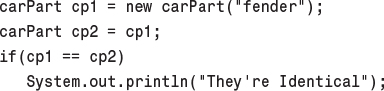 carPart cp1 = new carPart("fender");
carPart cp2 = cp1;
if(cp1 == cp2)
   System.out.println("They're Identical");